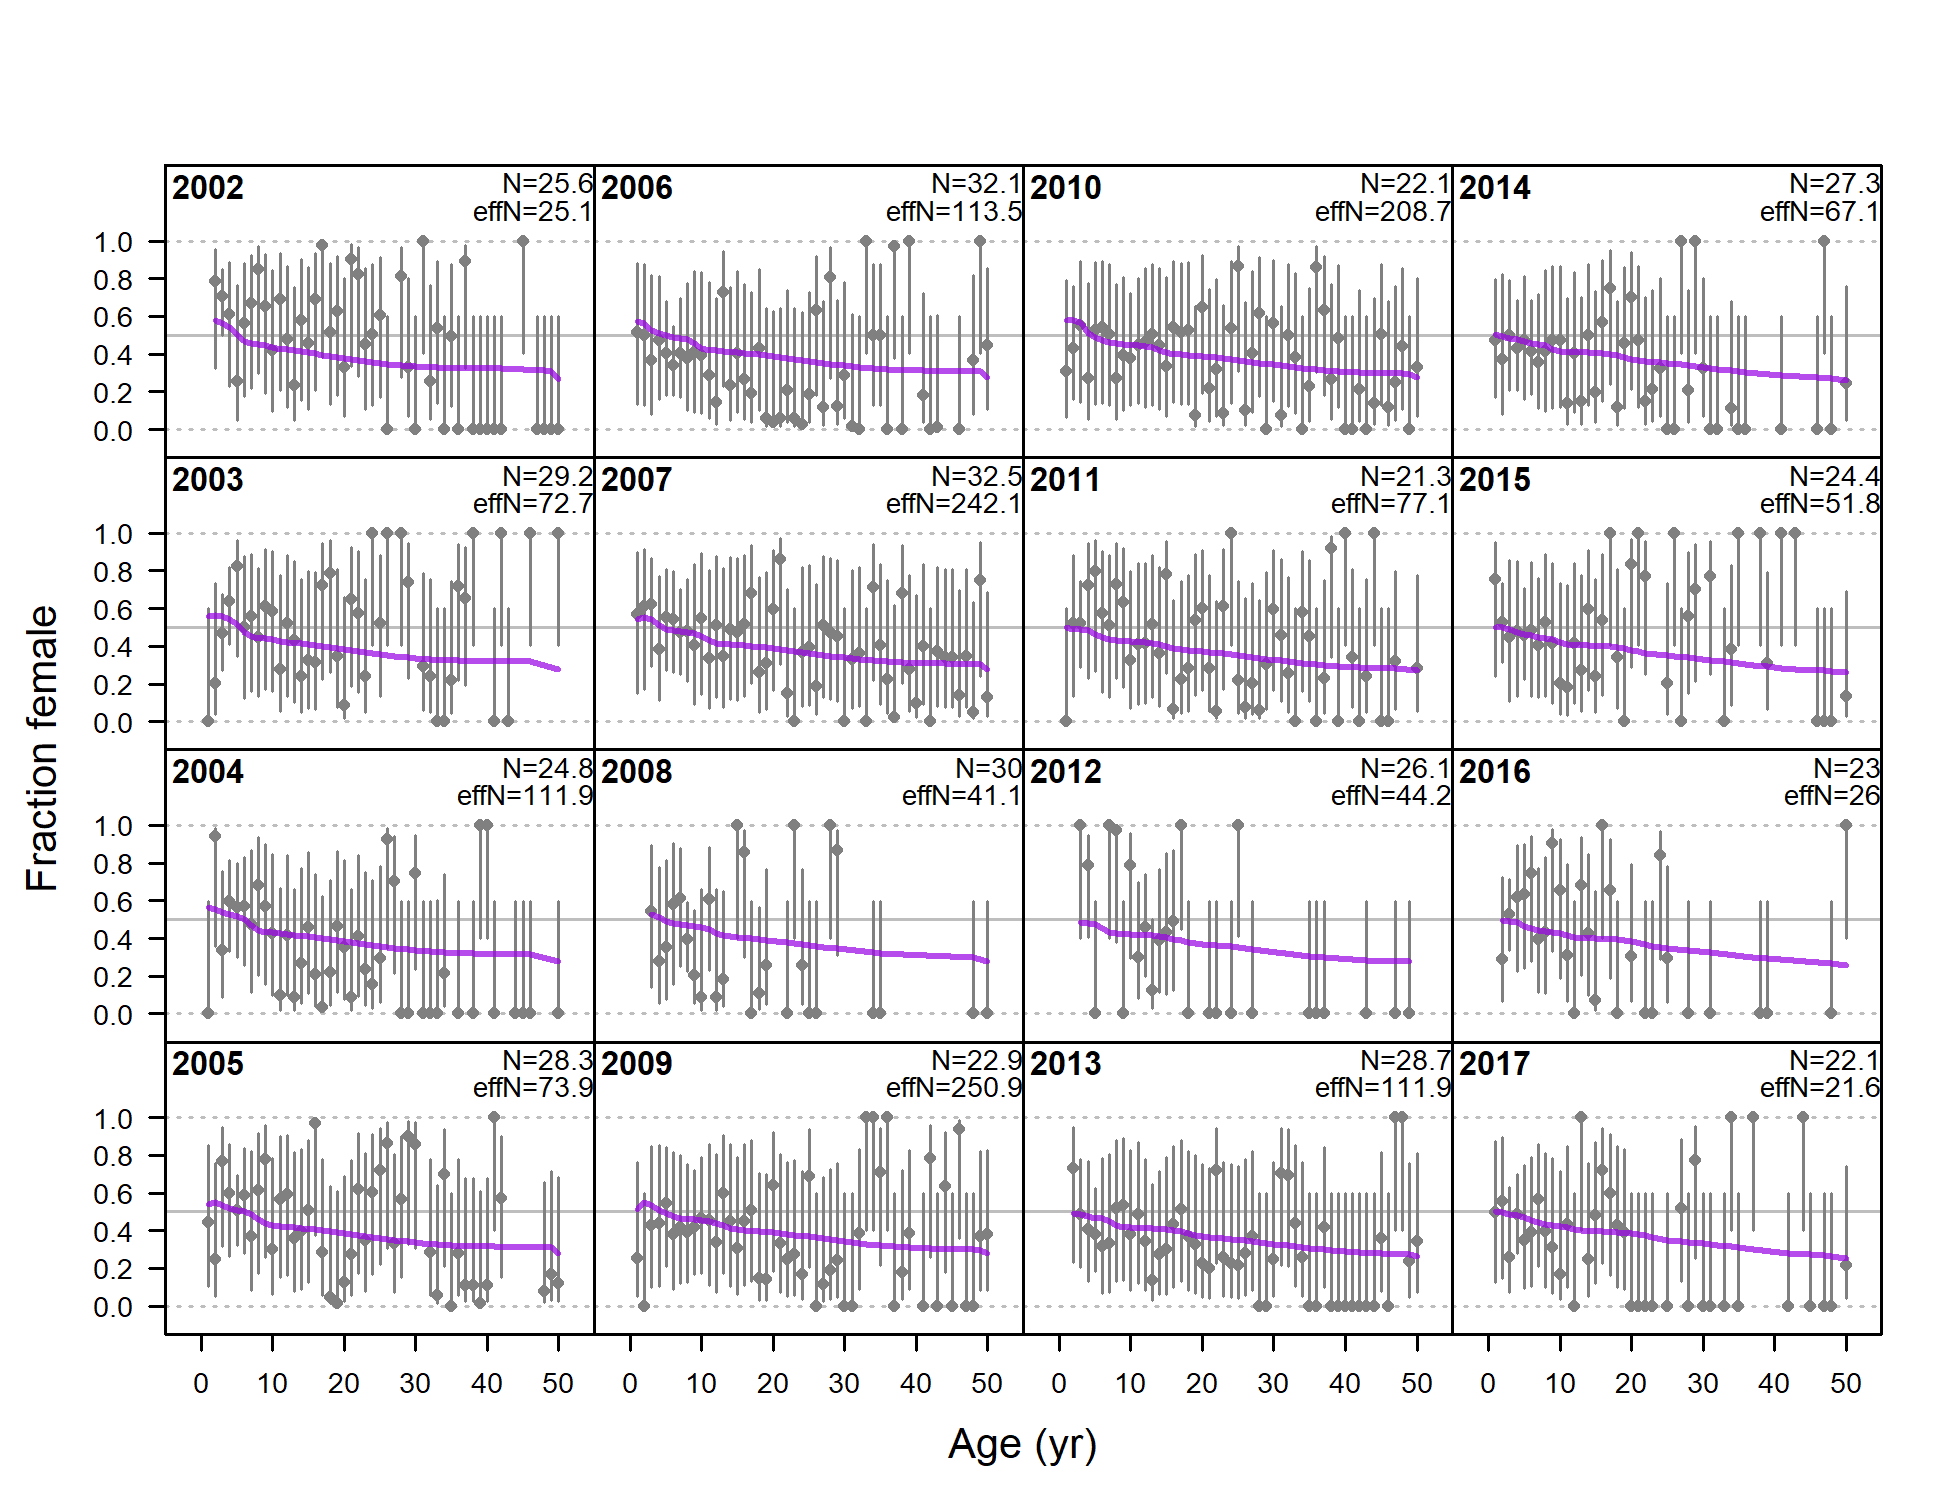 2002
N=25.6
effN=25.1
2006
N=32.1
effN=113.5
2010
N=22.1
effN=208.7
2014
N=27.3
effN=67.1
1.0
0.8
0.6
0.4
0.2
0.0
2003
N=29.2
effN=72.7
2007
N=32.5
effN=242.1
2011
N=21.3
effN=77.1
2015
N=24.4
effN=51.8
1.0
0.8
0.6
0.4
0.2
0.0
2004
N=24.8
effN=111.9
2008
N=30
effN=41.1
2012
N=26.1
effN=44.2
2016
N=23
effN=26
1.0
0.8
0.6
0.4
0.2
0.0
2005
N=28.3
effN=73.9
2009
N=22.9
effN=250.9
2013
N=28.7
effN=111.9
2017
N=22.1
effN=21.6
1.0
0.8
0.6
0.4
0.2
0.0
0 10 20 30 40 50 0 10 20 30 40 50 0 10 20 30 40 50 0 10 20 30 40 50
Age (yr)
Fraction female